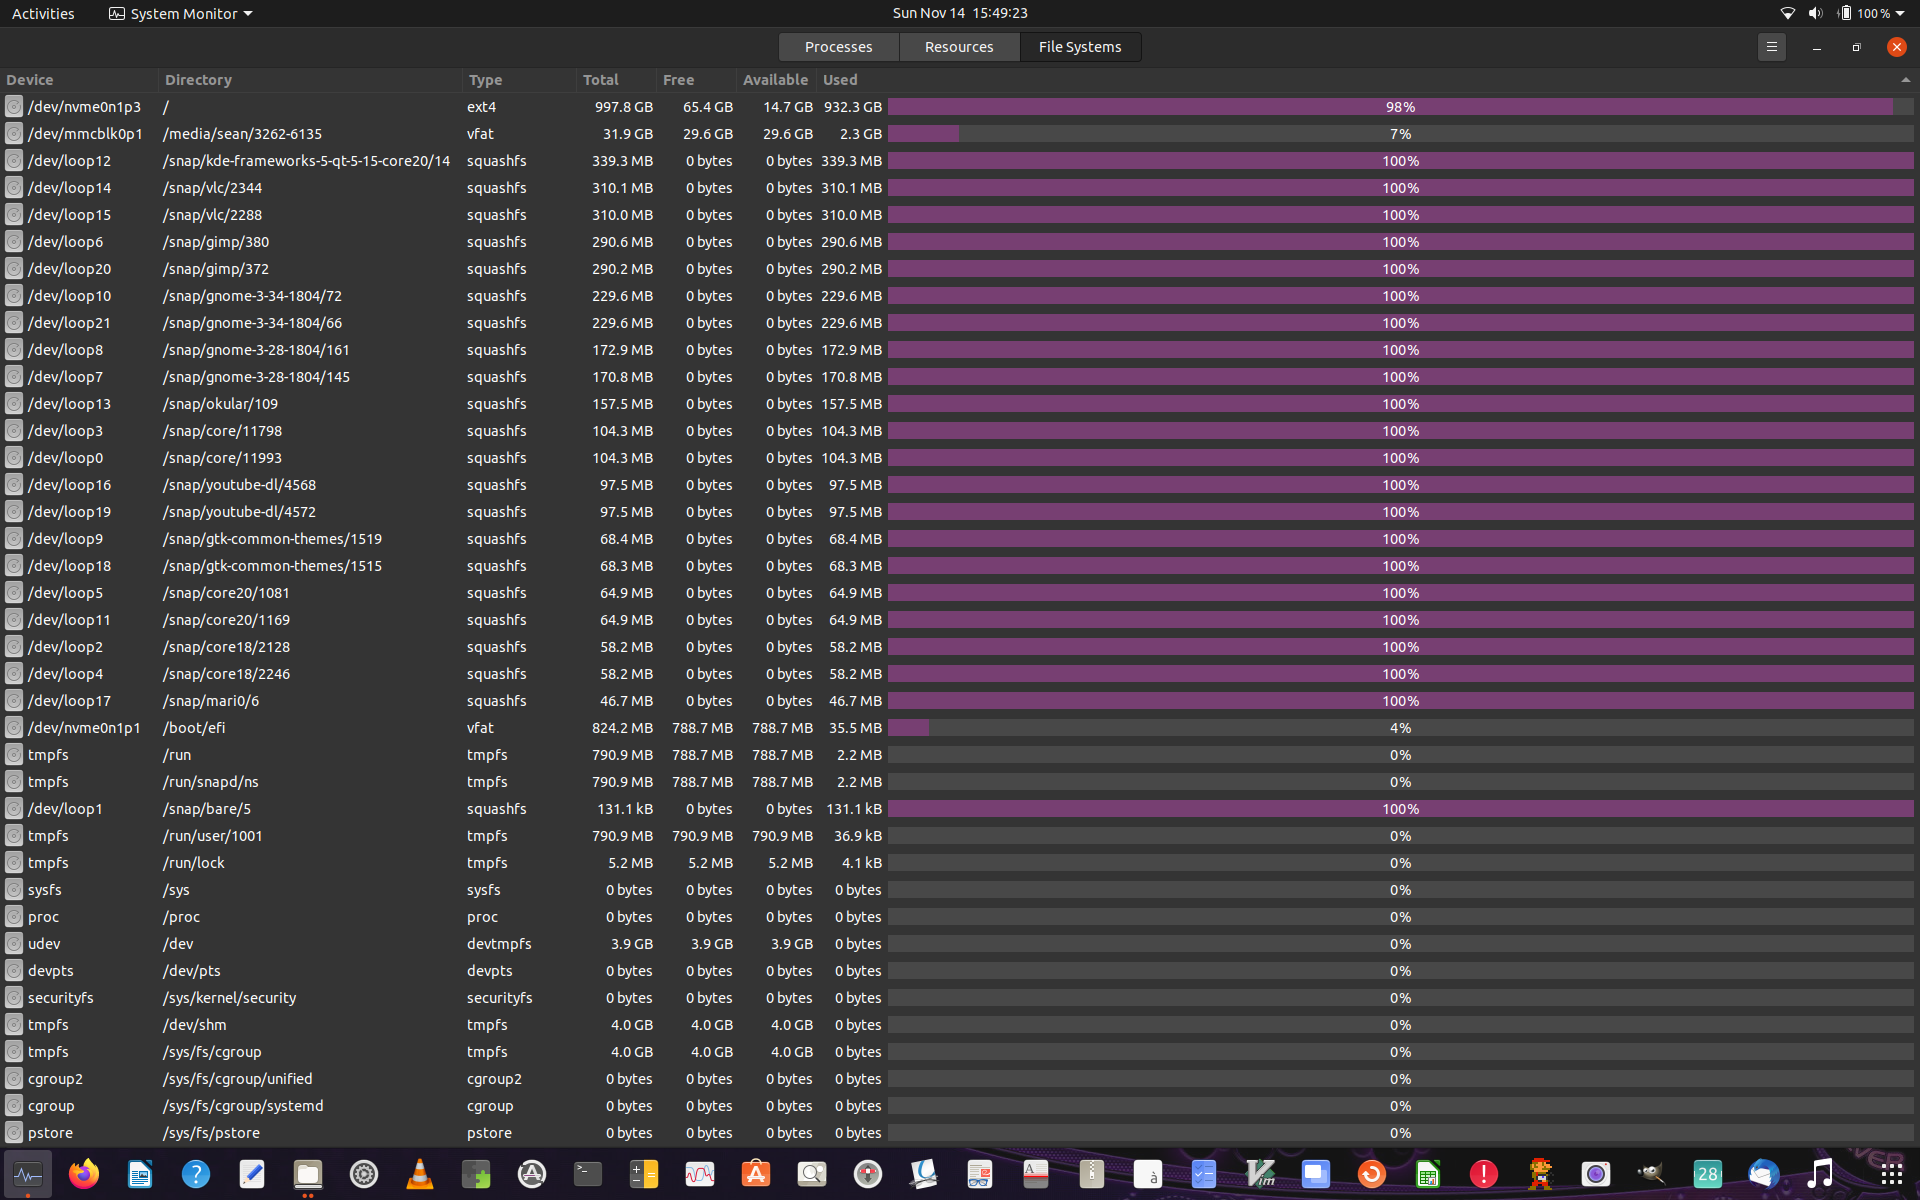 Activities System Monitor Sun Nov 14 15:49:23 100 %
Processes Resources File Systems
Device Directory Type Total Free Available Used
/dev/nvme0n1p3 / ext4 997.8 GB 65.4 GB 14.7 GB 932.3 GB 98%
/dev/mmcblk0p1 /media/sean/3262-6135 vfat 31.9 GB 29.6 GB 29.6 GB 2.3 GB 7%
/dev/loop12 /snap/kde-frameworks-5-qt-5-15-core20/14 squashfs 339.3 MB 0 bytes 0 bytes 339.3 MB 100%
/dev/loop14 /snap/vlc/2344 squashfs 310.1 MB 0 bytes 0 bytes 310.1 MB 100%
/dev/loop15 /snap/vlc/2288 squashfs 310.0 MB 0 bytes 0 bytes 310.0 MB 100%
/dev/loop6 /snap/gimp/380 squashfs 290.6 MB 0 bytes 0 bytes 290.6 MB 100%
/dev/loop20 /snap/gimp/372 squashfs 290.2 MB 0 bytes 0 bytes 290.2 MB 100%
/dev/loop10 /snap/gnome-3-34-1804/72 squashfs 229.6 MB 0 bytes 0 bytes 229.6 MB 100%
/dev/loop21 /snap/gnome-3-34-1804/66 squashfs 229.6 MB 0 bytes 0 bytes 229.6 MB 100%
/dev/loop8 /snap/gnome-3-28-1804/161 squashfs 172.9 MB 0 bytes 0 bytes 172.9 MB 100%
/dev/loop7 /snap/gnome-3-28-1804/145 squashfs 170.8 MB 0 bytes 0 bytes 170.8 MB 100%
/dev/loop13 /snap/okular/109 squashfs 157.5 MB 0 bytes 0 bytes 157.5 MB 100%
/dev/loop3 /snap/core/11798 squashfs 104.3 MB 0 bytes 0 bytes 104.3 MB 100%
/dev/loop0 /snap/core/11993 squashfs 104.3 MB 0 bytes 0 bytes 104.3 MB 100%
/dev/loop16 /snap/youtube-dl/4568 squashfs 97.5 MB 0 bytes 0 bytes 97.5 MB 100%
/dev/loop19 /snap/youtube-dl/4572 squashfs 97.5 MB 0 bytes 0 bytes 97.5 MB 100%
/dev/loop9 /snap/gtk-common-themes/1519 squashfs 68.4 MB 0 bytes 0 bytes 68.4 MB 100%
/dev/loop18 /snap/gtk-common-themes/1515 squashfs 68.3 MB 0 bytes 0 bytes 68.3 MB 100%
/dev/loop5 /snap/core20/1081 squashfs 64.9 MB 0 bytes 0 bytes 64.9 MB 100%
/dev/loop11 /snap/core20/1169 squashfs 64.9 MB 0 bytes 0 bytes 64.9 MB 100%
/dev/loop2 /snap/core18/2128 squashfs 58.2 MB 0 bytes 0 bytes 58.2 MB 100%
/dev/loop4 /snap/core18/2246 squashfs 58.2 MB 0 bytes 0 bytes 58.2 MB 100%
/dev/loop17 /snap/mari0/6 squashfs 46.7 MB 0 bytes 0 bytes 46.7 MB 100%
/dev/nvme0n1p1 /boot/efi vfat 824.2 MB 788.7 MB 788.7 MB 35.5 MB 4%
tmpfs /run tmpfs 790.9 MB 788.7 MB 788.7 MB 2.2 MB 0%
tmpfs /run/snapd/ns tmpfs 790.9 MB 788.7 MB 788.7 MB 2.2 MB 0%
/dev/loop1 /snap/bare/5 squashfs 131.1 kB 0 bytes 0 bytes 131.1 kB 100%
tmpfs /run/user/1001 tmpfs 790.9 MB 790.9 MB 790.9 MB 36.9 kB 0%
tmpfs /run/lock tmpfs 5.2 MB 5.2 MB 5.2 MB 4.1 kB 0%
sysfs /sys sysfs 0 bytes 0 bytes 0 bytes 0 bytes 0%
proc /proc proc 0 bytes 0 bytes 0 bytes 0 bytes 0%
udev /dev devtmpfs 3.9 GB 3.9 GB 3.9 GB 0 bytes 0%
devpts /dev/pts devpts 0 bytes 0 bytes 0 bytes 0 bytes 0%
securityfs /sys/kernel/security securityfs 0 bytes 0 bytes 0 bytes 0 bytes 0%
tmpfs /dev/shm tmpfs 4.0 GB 4.0 GB 4.0 GB 0 bytes 0%
tmpfs /sys/fs/cgroup tmpfs 4.0 GB 4.0 GB 4.0 GB 0 bytes 0%
cgroup2 /sys/fs/cgroup/unified cgroup2 0 bytes 0 bytes 0 bytes 0 bytes 0%
cgroup /sys/fs/cgroup/systemd cgroup 0 bytes 0 bytes 0 bytes 0 bytes 0%
pstore /sys/fs/pstore pstore 0 bytes 0 bytes 0 bytes 0 bytes 0%
Vim 28